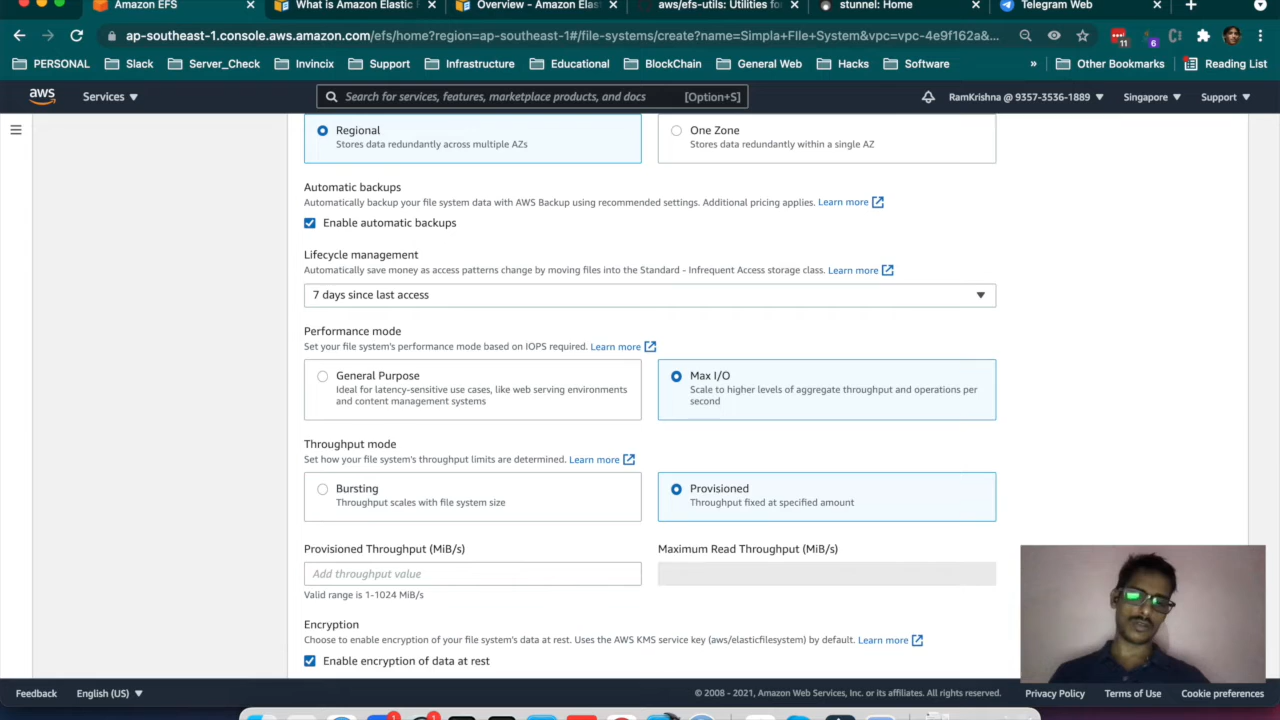 Amazon EFS
What is Amazon Elastic F
Overview - Amazon Elast
aws/efs-utils: Utilities fo
stunnel: Home
Telegram Web
ap-southeast-1.console.aws.amazon.com/efs/home?region=ap-southeast-1#/file-systems/create?name=Simpla+FIle+System&vpc=vpc-4e9f162a&...
11
6
PERSONAL
Slack
Server_Check
Invincix
Support
Infrastructure
Educational
BlockChain
General Web
Hacks
Software
»
Other Bookmarks
Reading List
aws
Services
Search for services, features, marketplace products, and docs
[Option+S]
RamKrishna @ 9357-3536-1889
Singapore
Support
Regional
Stores data redundantly across multiple AZs
One Zone
Stores data redundantly within a single AZ
Automatic backups
Automatically backup your file system data with AWS Backup using recommended settings. Additional pricing applies. Learn more
Enable automatic backups
Lifecycle management
Automatically save money as access patterns change by moving files into the Standard - Infrequent Access storage class. Learn more
7 days since last access
Performance mode
Set your file system's performance mode based on IOPS required. Learn more
General Purpose
Ideal for latency-sensitive use cases, like web serving environments
and content management systems
Max I/O
Scale to higher levels of aggregate throughput and operations per
second
Throughput mode
Set how your file system's throughput limits are determined. Learn more
Bursting
Throughput scales with file system size
Provisioned
Throughput fixed at specified amount
Provisioned Throughput (MiB/s)
Maximum Read Throughput (MiB/s)
Add throughput value
Valid range is 1-1024 MiB/s
Encryption
Choose to enable encryption of your file system's data at rest. Uses the AWS KMS service key (aws/elasticfilesystem) by default. Learn more
Enable encryption of data at rest
Feedback
English (US)
© 2008 - 2021, Amazon Web Services, Inc. or its affiliates. All rights reserved.
Privacy Policy
Terms of Use
Cookie preferences
1
1